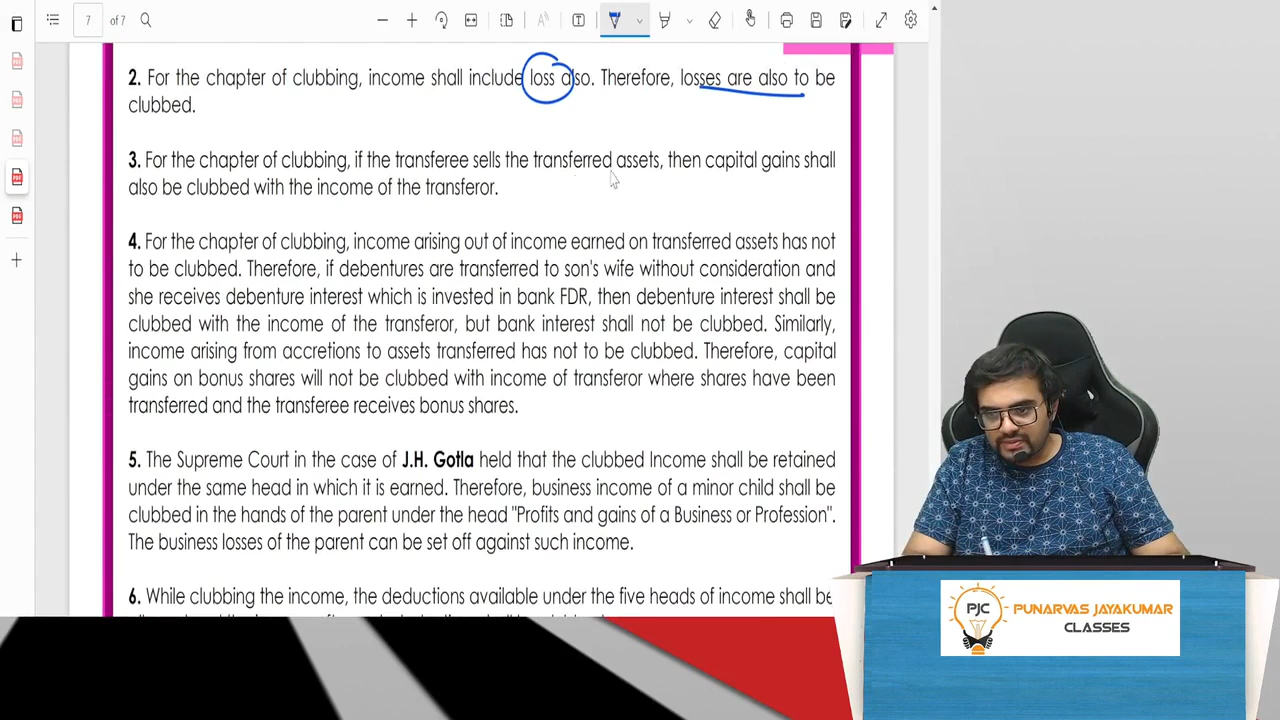 7
of 7
2. For the chapter of clubbing, income shall include loss also. Therefore, losses are also to be
clubbed.
3. For the chapter of clubbing, if the transferee sells the transferred assets, then capital gains shall
also be clubbed with the income of the transferor.
4. For the chapter of clubbing, income arising out of income earned on transferred assets has not
to be clubbed. Therefore, if debentures are transferred to son's wife without consideration and
she receives debenture interest which is invested in bank FDR, then debenture interest shall be
clubbed with the income of the transferor, but bank interest shall not be clubbed. Similarly,
income arising from accretions to assets transferred has not to be clubbed. Therefore, capital
gains on bonus shares will not be clubbed with income of transferor where shares have been
transferred and the transferee receives bonus shares.
5. The Supreme Court in the case of J.H. Gotla held that the clubbed Income shall be retained
under the same head in which it is earned. Therefore, business income of a minor child shall be
clubbed in the hands of the parent under the head "Profits and gains of a Business or Profession".
The business losses of the parent can be set off against such income.
6. While clubbing the income, the deductions available under the five heads of income shall be
PJC
PUNARVAS JAYAKUMAR
CLASSES